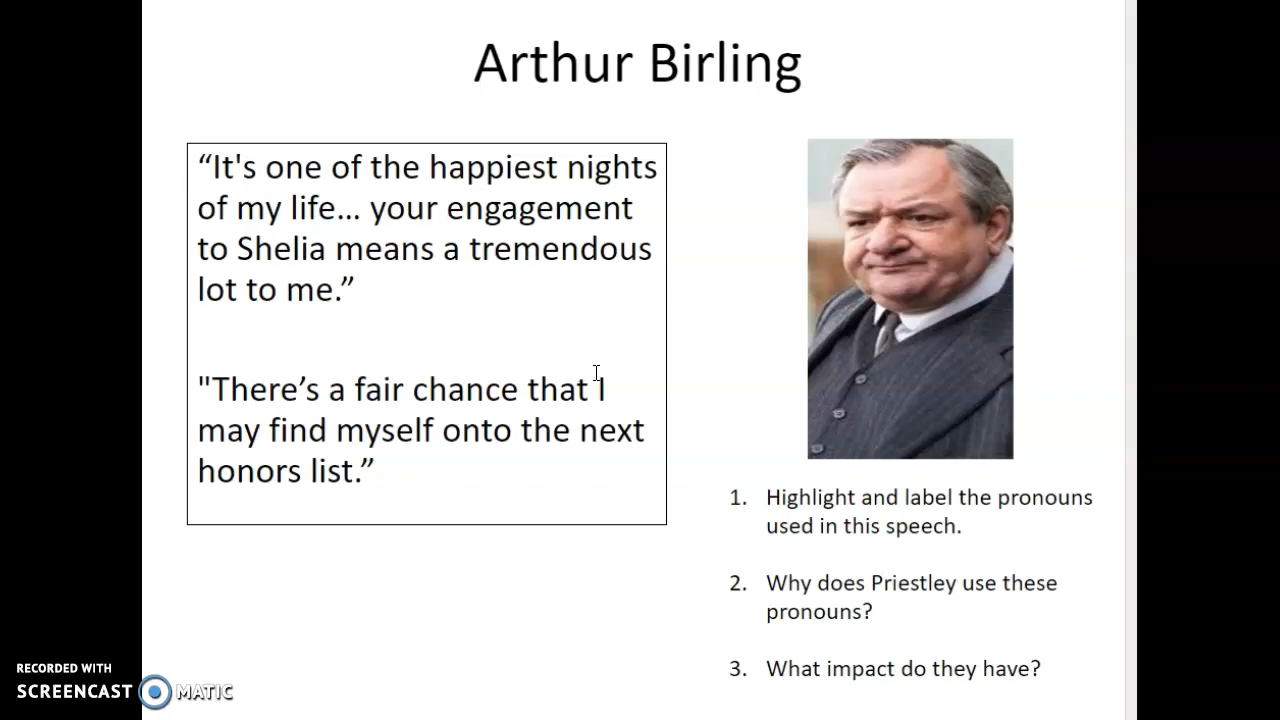 Arthur Birling
“It's one of the happiest nights
of my life... your engagement
to Shelia means a tremendous
lot to me.”
"There’s a fair chance that I
may find myself onto the next
honors list.”
1. Highlight and label the pronouns
used in this speech.
2. Why does Priestley use these
pronouns?
3. What impact do they have?
RECORDED WITH
SCREENCAST MATIC